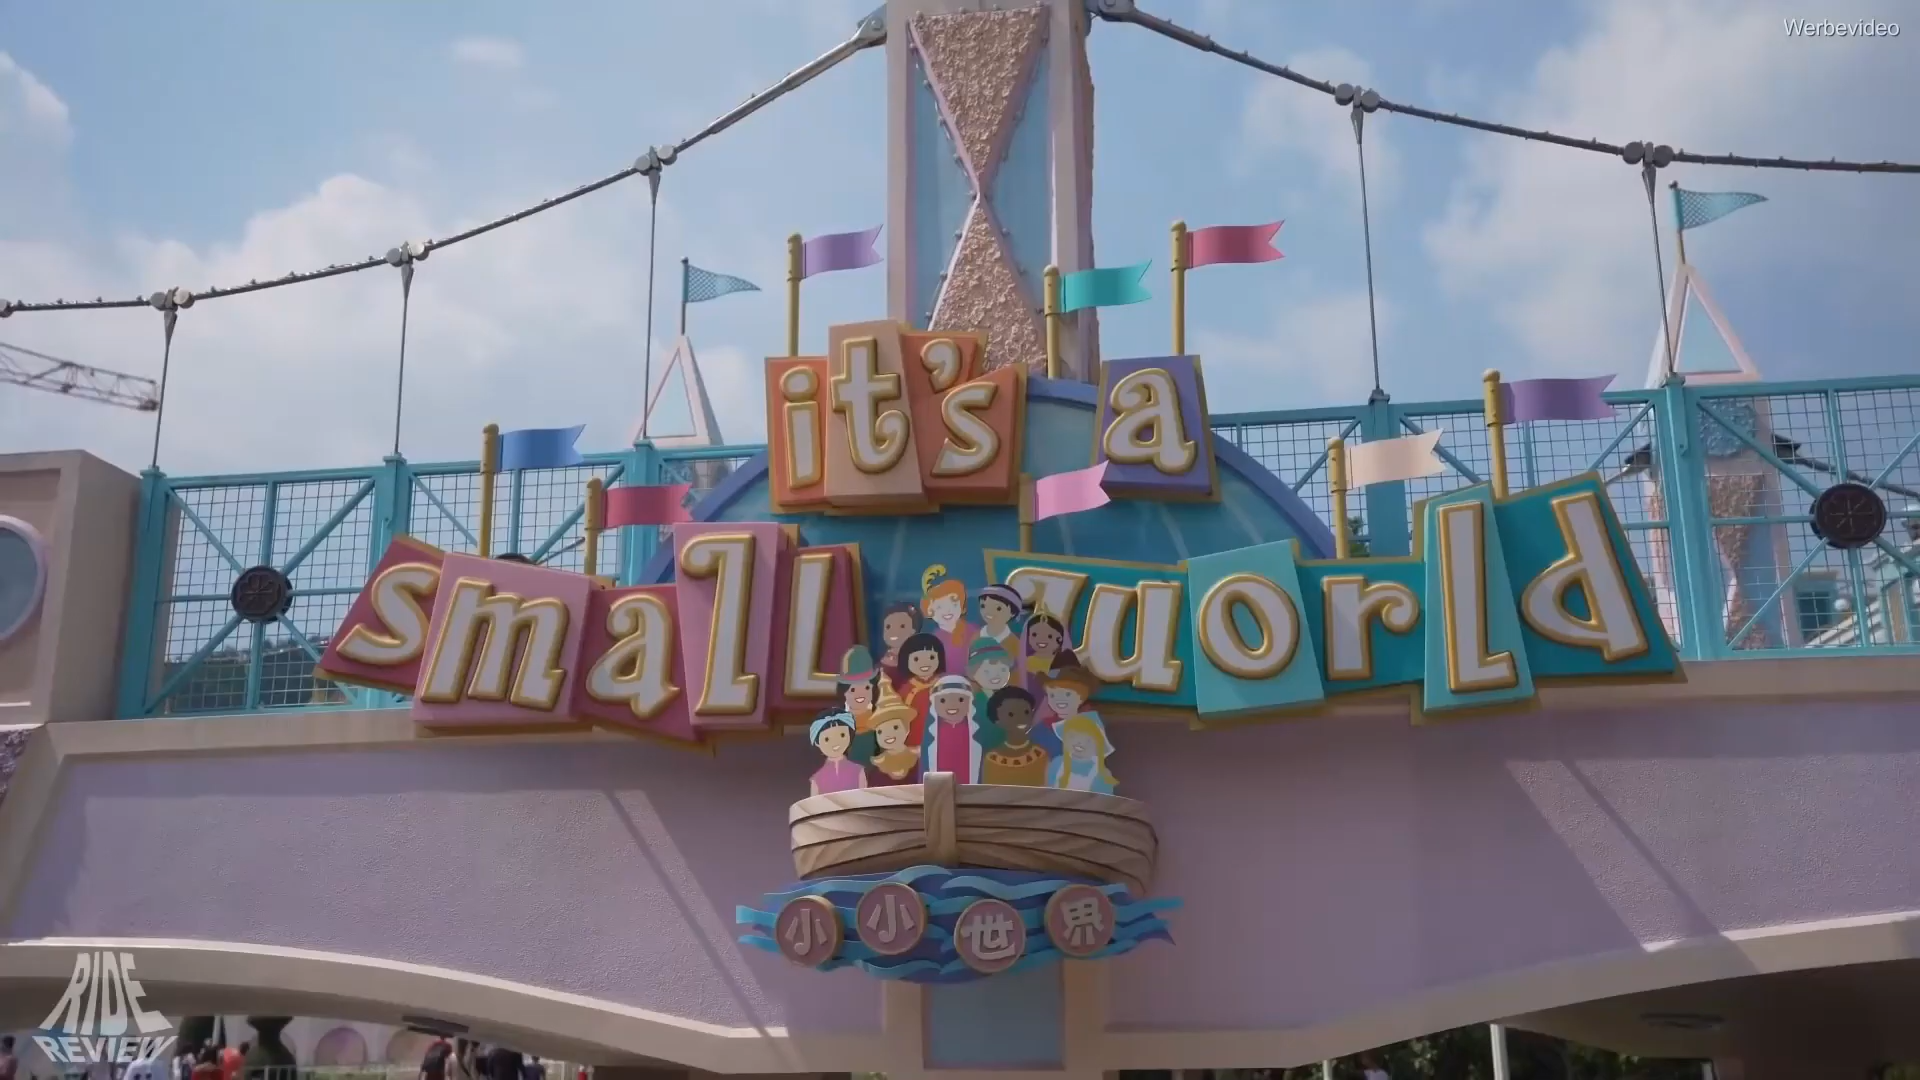 Werbevideo
it's a
small world
小小世界
RIDE
REVIEW